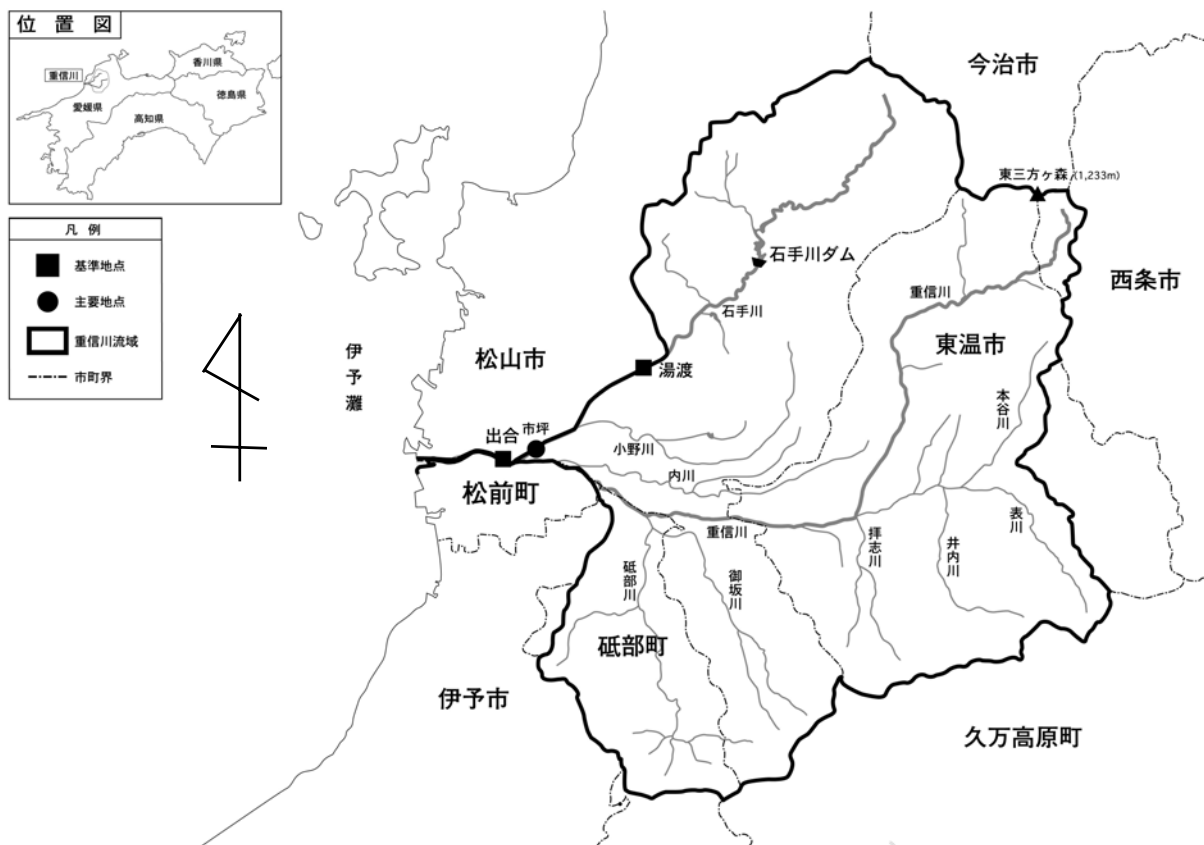 位置図
香川県
重信川
徳島県
愛媛県
高知県
凡例
基準地点
主要地点
重信川流域
市町界
今治市
東三方ヶ森 (1,233m)
石手川ダム
西条市
重信川
石手川
東温市
伊予灘
松山市
湯渡
本谷川
出合
市坪
小野川
内川
松前町
重信川
拝志川
井内川
表川
砥部川
御坂川
砥部町
伊予市
久万高原町